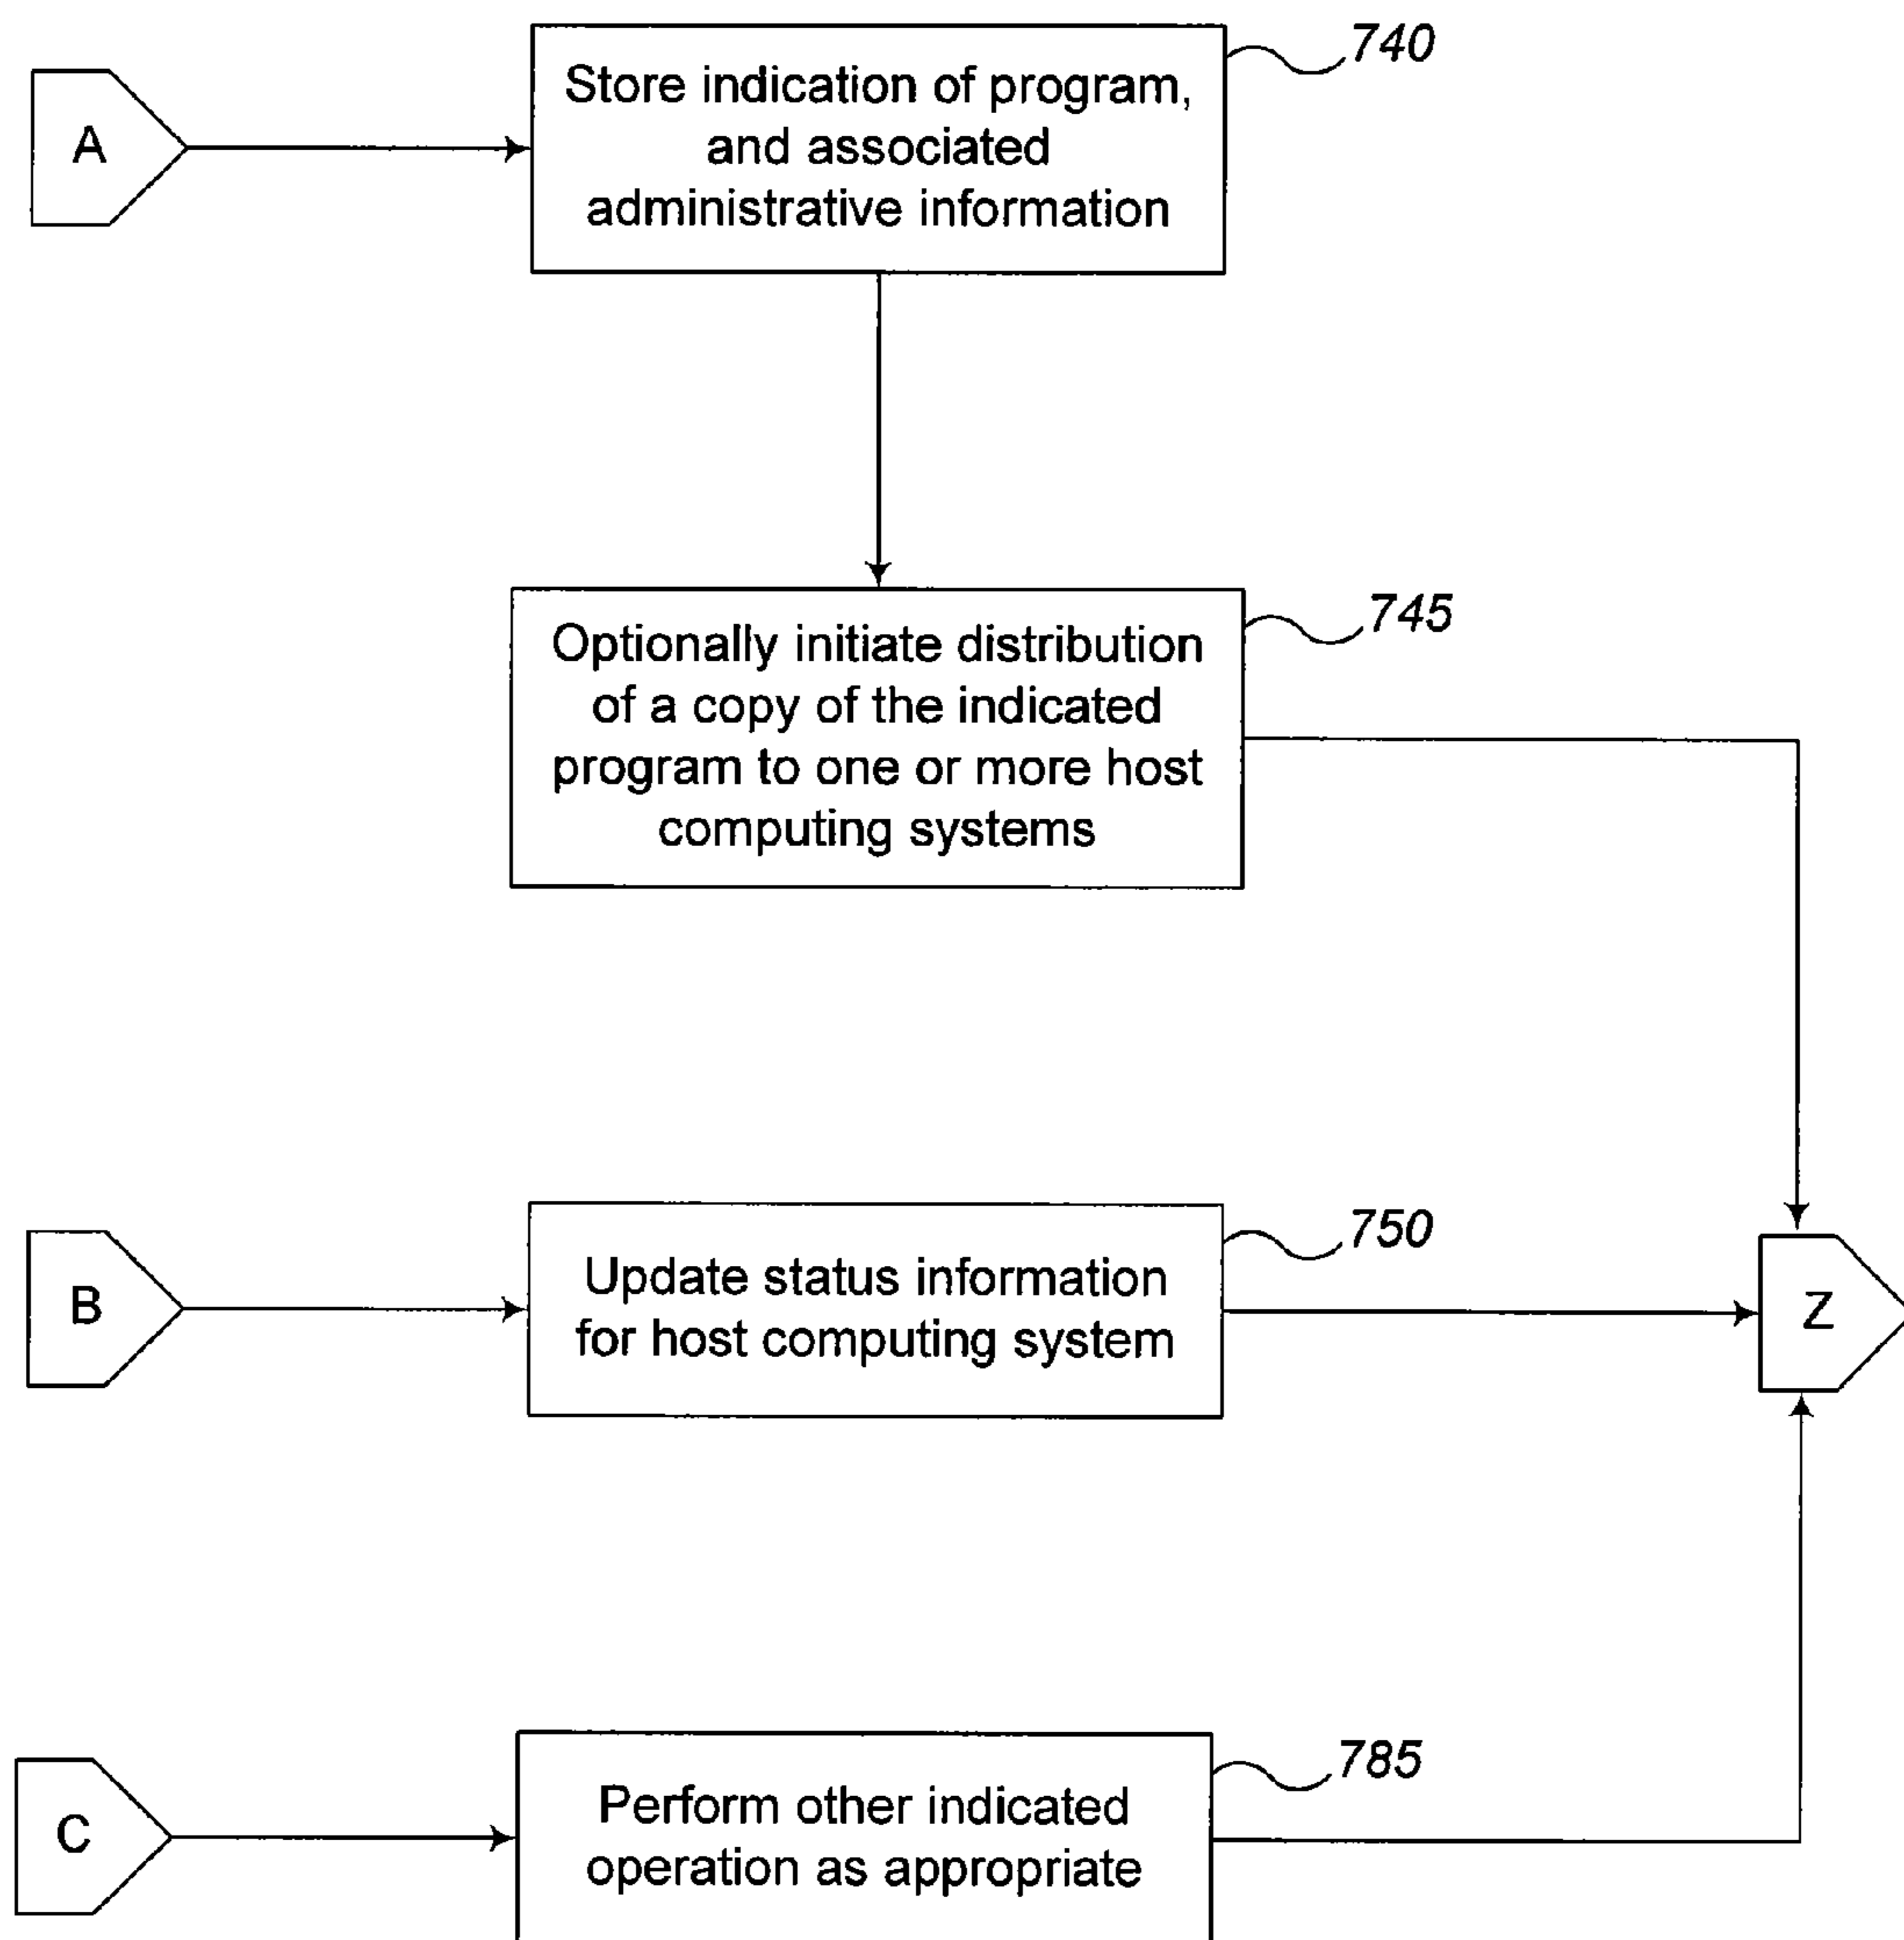 A
Store indication of program,
and associated
administrative information
740
Optionally initiate distribution
of a copy of the indicated
program to one or more host
computing systems
745
B
Update status information
for host computing system
750
Z
C
Perform other indicated
operation as appropriate
785